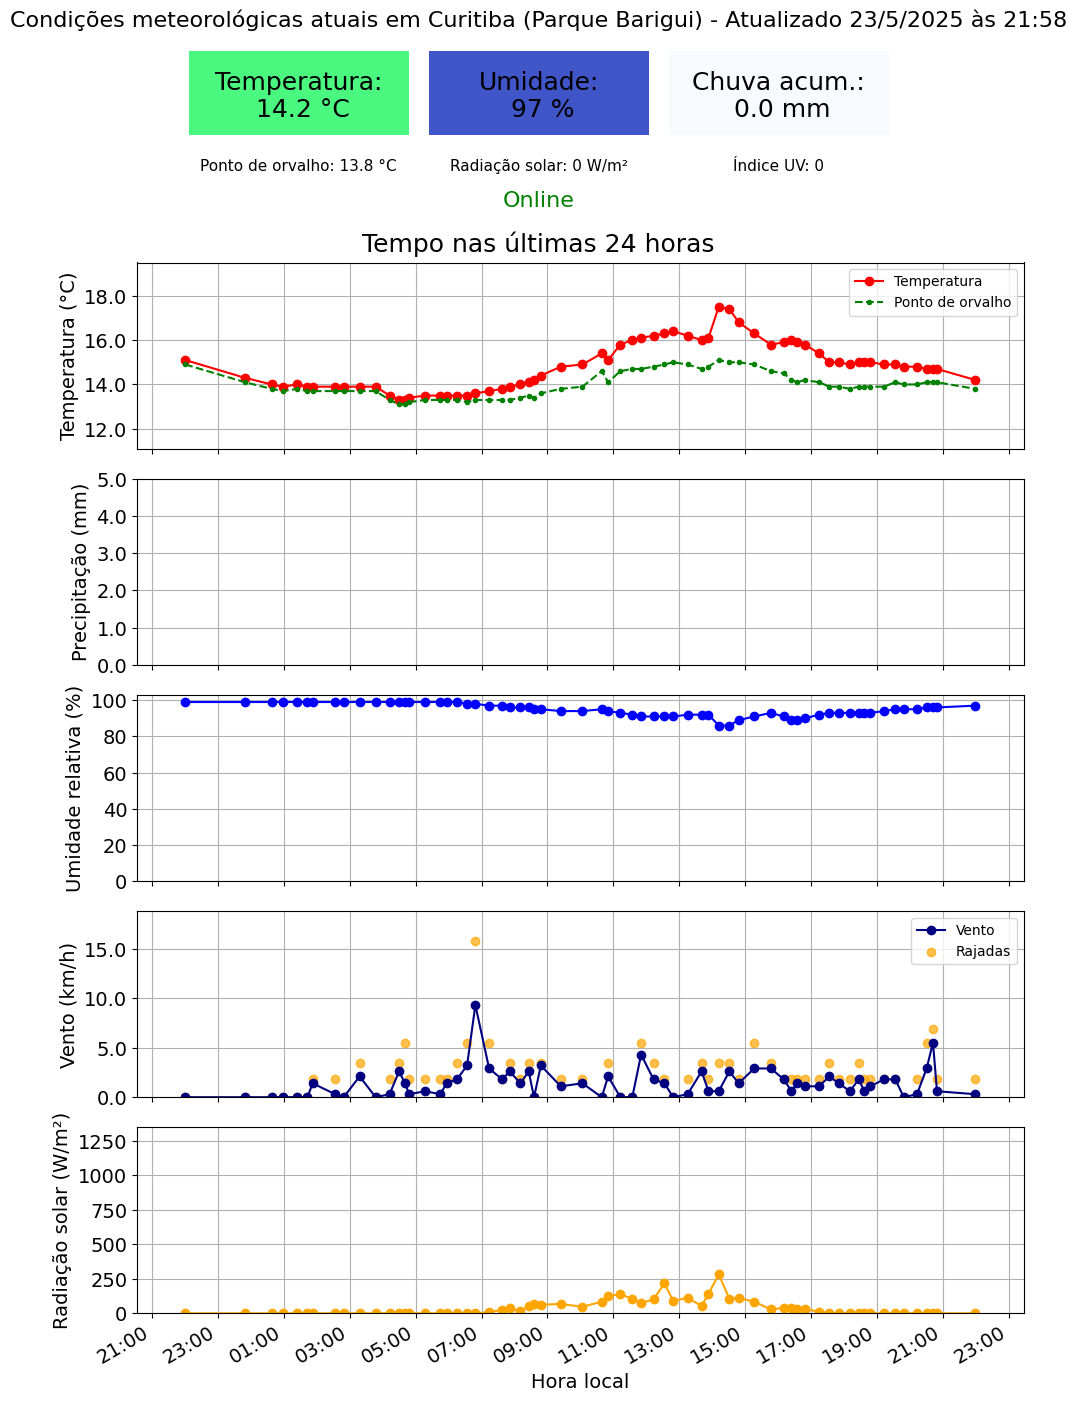 Condições meteorológicas atuais em Curitiba (Parque Barigui) - Atualizado 23/5/2025 às 21:58
Temperatura:
14.2 °C
Umidade:
97 %
Chuva acum.:
0.0 mm
Ponto de orvalho: 13.8 °C
Radiação solar: 0 W/m²
Índice UV: 0
Online
Tempo nas últimas 24 horas
Temperatura (°C)
18.0
16.0
14.0
12.0
Temperatura
Ponto de orvalho
Precipitação (mm)
5.0
4.0
3.0
2.0
1.0
0.0
Umidade relativa (%)
100
80
60
40
20
0
Vento (km/h)
15.0
10.0
5.0
0.0
Vento
Rajadas
Radiação solar (W/m²)
1250
1000
750
500
250
0
21:00
23:00
01:00
03:00
05:00
07:00
09:00
11:00
13:00
15:00
17:00
19:00
21:00
23:00
Hora local